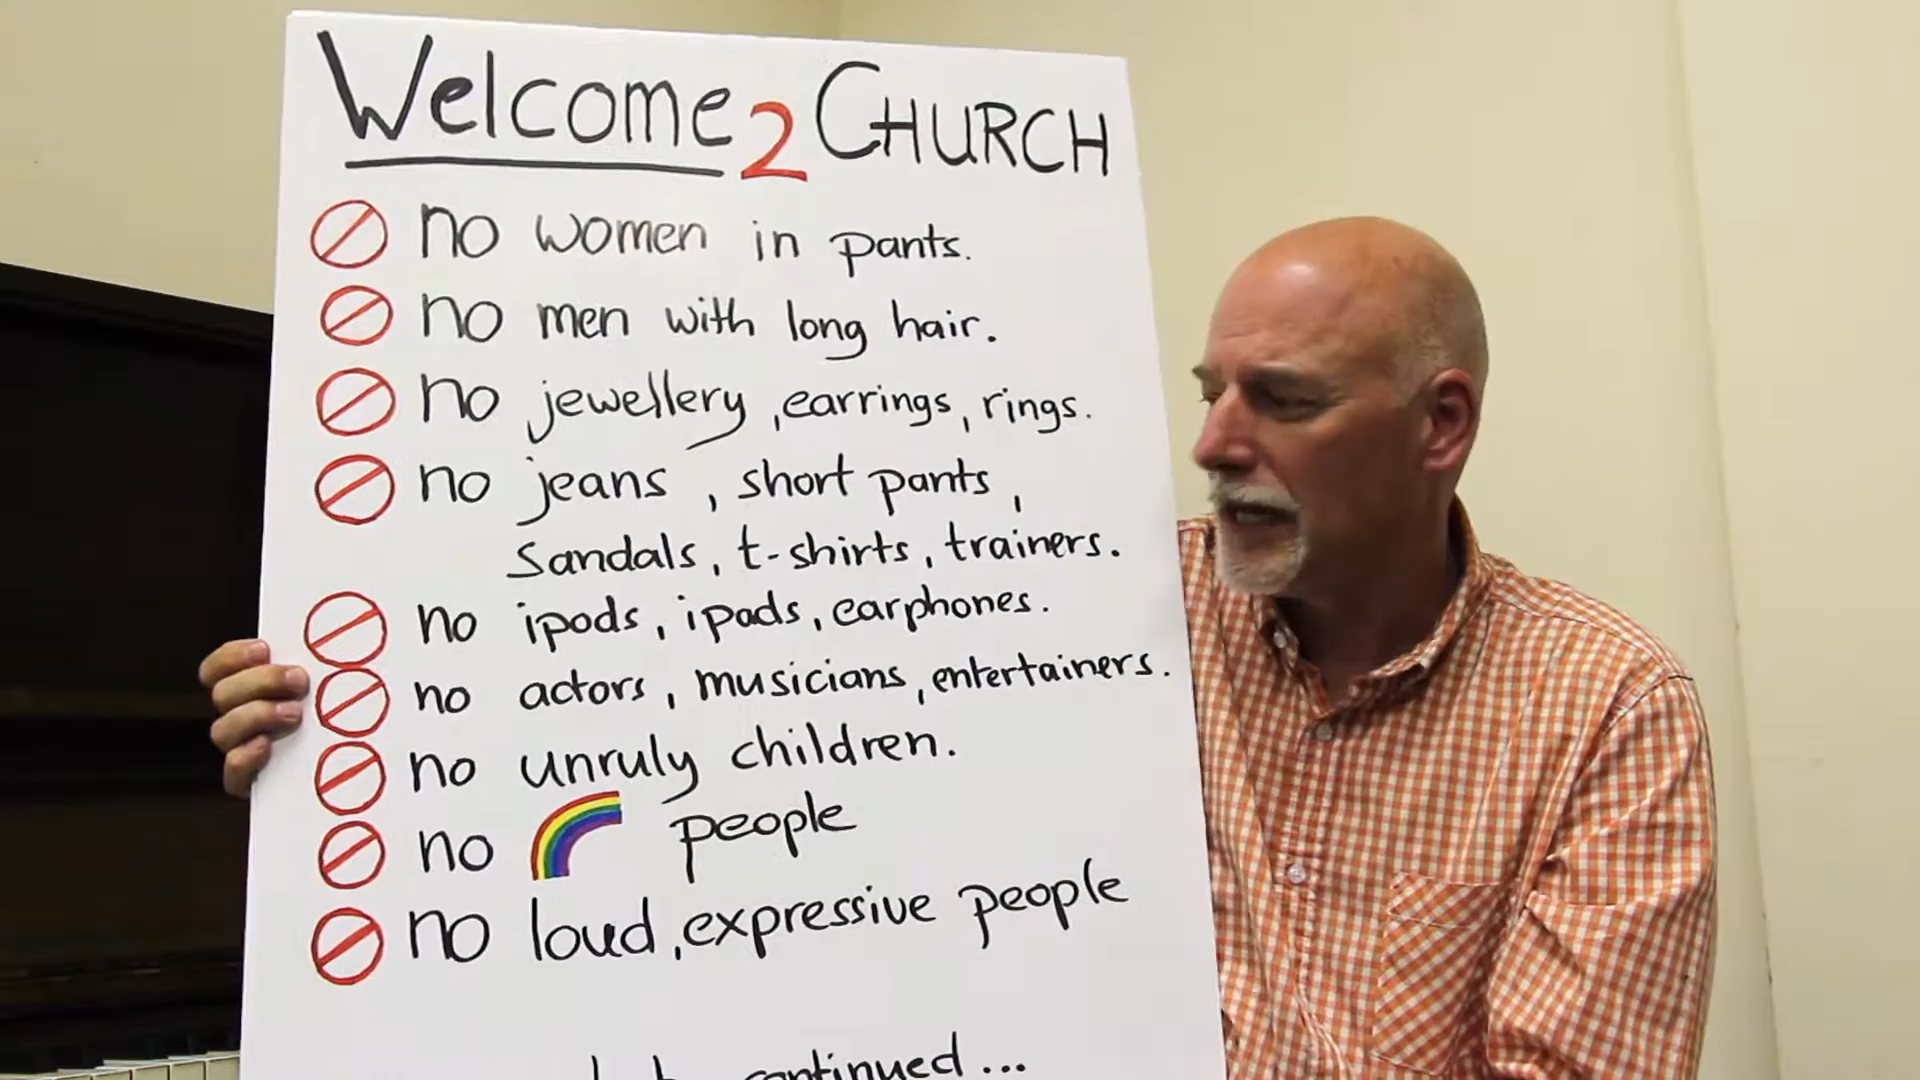 Welcome 2 CHURCH
no women in pants.
no men with long hair.
no jewellery, earrings, rings.
no jeans, short pants,
sandals, t-shirts, trainers.
no ipods, ipads, earphones.
no actors, musicians, entertainers.
no unruly children.
no people
no loud, expressive people
continued...